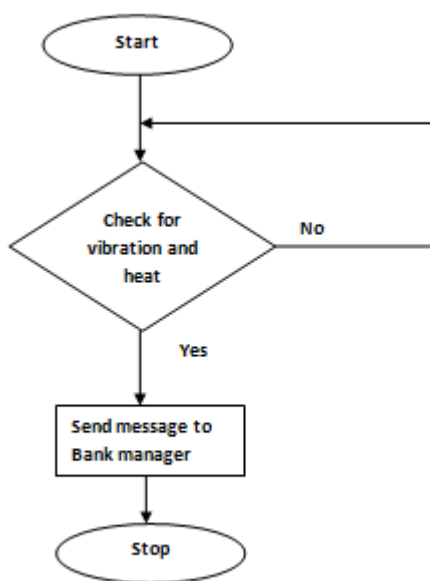 Start
Check for
vibration and
heat
No
Yes
Send message to
Bank manager
Stop